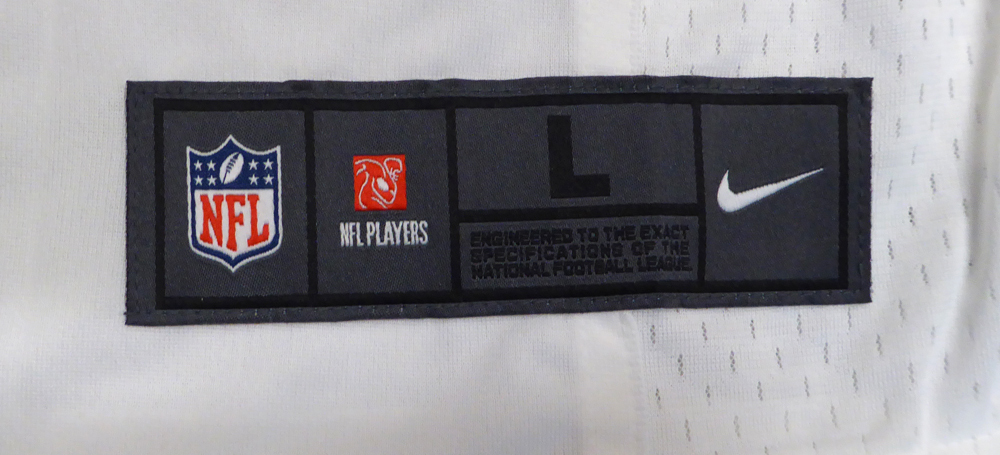 NFL
NFL PLAYERS
L
ENGINEERED TO THE EXACT
SPECIFICATIONS OF THE
NATIONAL FOOTBALL LEAGUE